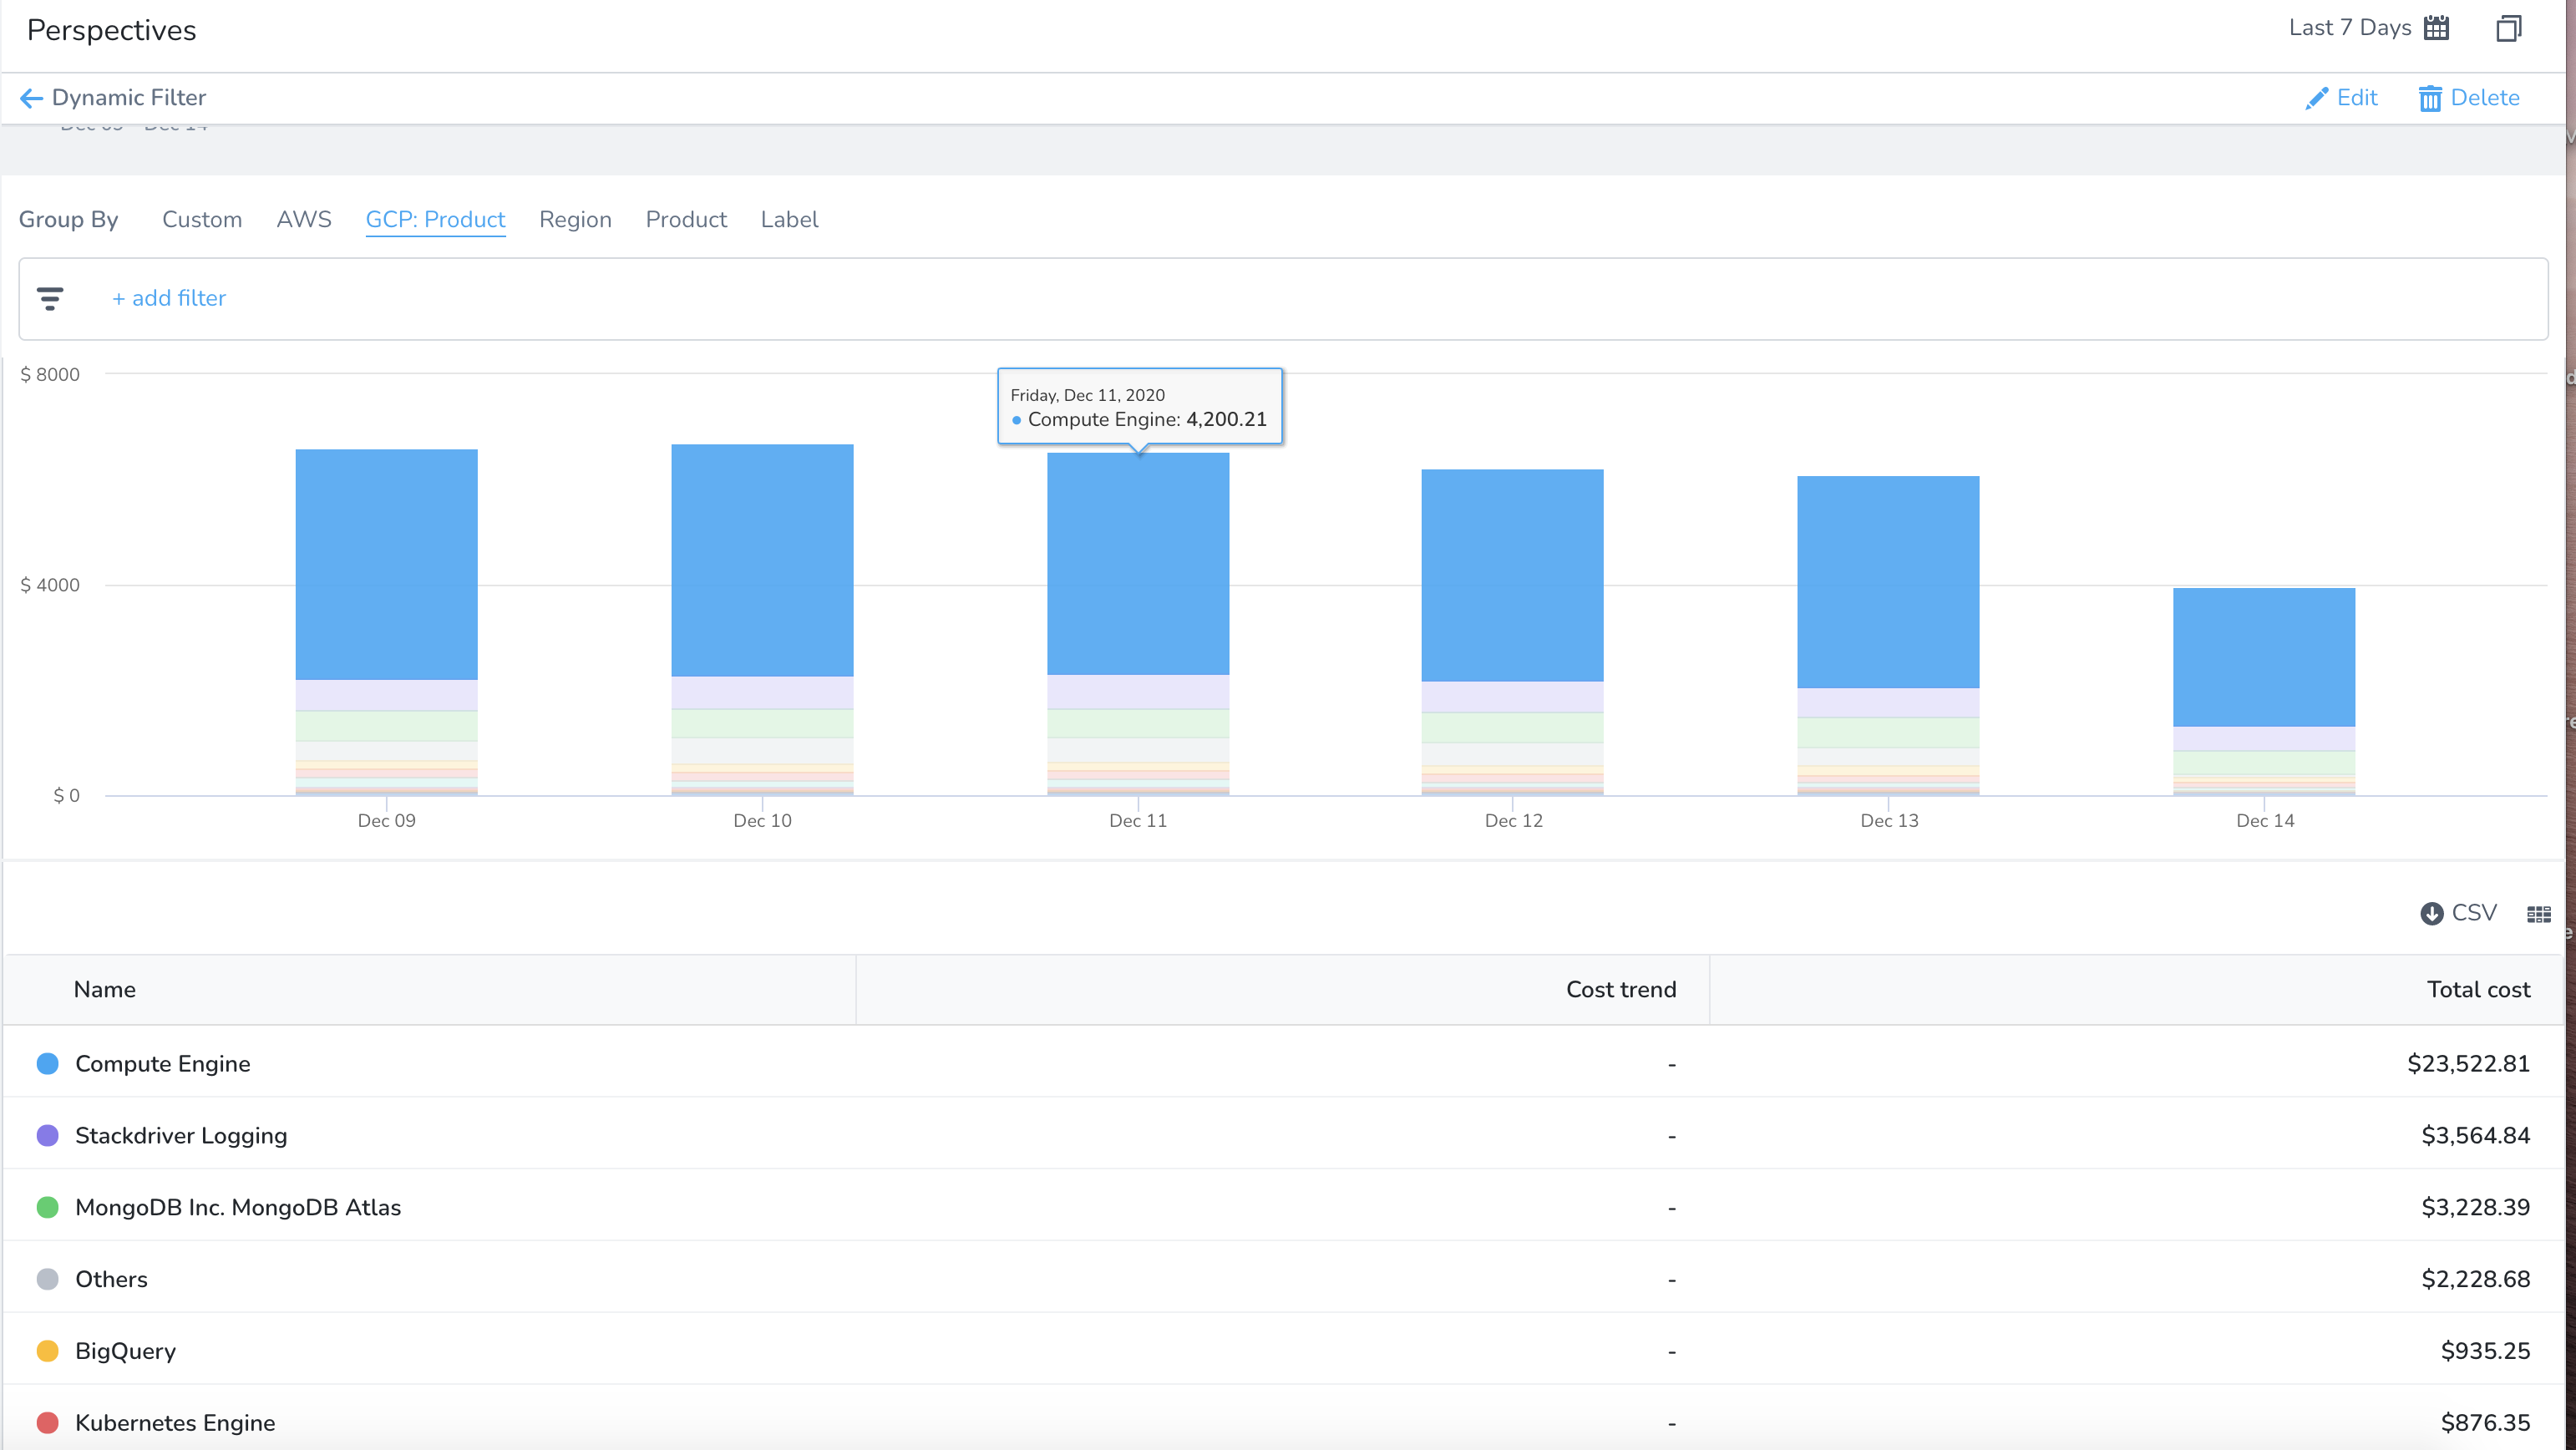 Perspectives
Last 7 Days
Dynamic Filter
Edit
Delete
Group By
Custom
AWS
GCP: Product
Region
Product
Label
+ add filter
$ 8000
Friday, Dec 11, 2020
Compute Engine: 4,200.21
$ 4000
$ 0
Dec 09
Dec 10
Dec 11
Dec 12
Dec 13
Dec 14
CSV
Name
Cost trend
Total cost
Compute Engine
-
$23,522.81
Stackdriver Logging
-
$3,564.84
MongoDB Inc. MongoDB Atlas
-
$3,228.39
Others
-
$2,228.68
BigQuery
-
$935.25
Kubernetes Engine
-
$876.35